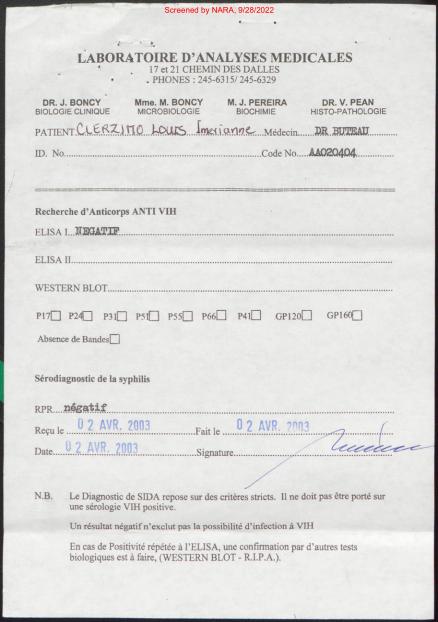 Screened by NARA, 9/28/2022
LABORATOIRE D'ANALYSES MEDICALES
17 et 21 CHEMIN DES DALLES
PHONES : 245-6315/ 245-6329
DR. J. BONCY Mme. M. BONCY M. J. PEREIRA DR. V. PEAN
BIOLOGIE CLINIQUE MICROBIOLOGIE BIOCHIMIE HISTO-PATHOLOGIE
PATIENT CLERZIMO LOUIS Imerianne Médecin DR BUTEAU
ID. No. Code No AA020404
Recherche d'Anticorps ANTI VIH
ELISA I NEGATIF
ELISA II
WESTERN BLOT
P17 P24 P31 P51 P55 P66 P41 GP120 GP160
Absence de Bandes
Sérodiagnostic de la syphilis
RPR négatif
Reçu le 02 AVR. 2003 Fait le 02 AVR. 2003
Date 02 AVR. 2003 Signature
N.B. Le Diagnostic de SIDA repose sur des critères stricts. Il ne doit pas être porté sur
une sérologie VIH positive.
Un résultat négatif n'exclut pas la possibilité d'infection à VIH
En cas de Positivité répétée à l'ELISA, une confirmation par d'autres tests
biologiques est à faire, (WESTERN BLOT - R.I.P.A.).